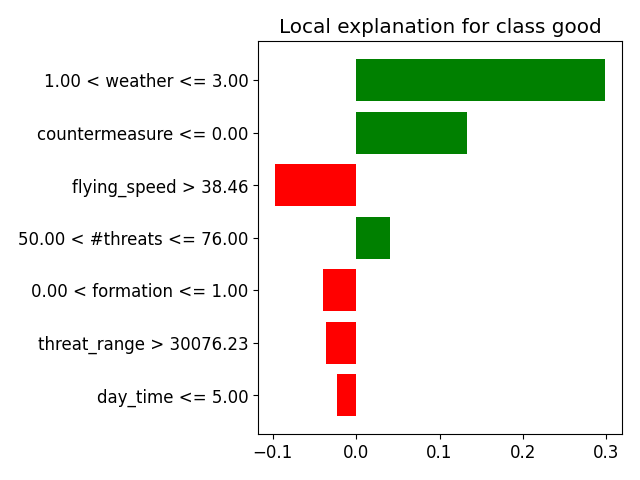 Local explanation for class good
1.00 < weather <= 3.00
countermeasure <= 0.00
flying_speed > 38.46
50.00 < #threats <= 76.00
0.00 < formation <= 1.00
threat_range > 30076.23
day_time <= 5.00
−0.1 0.0 0.1 0.2 0.3